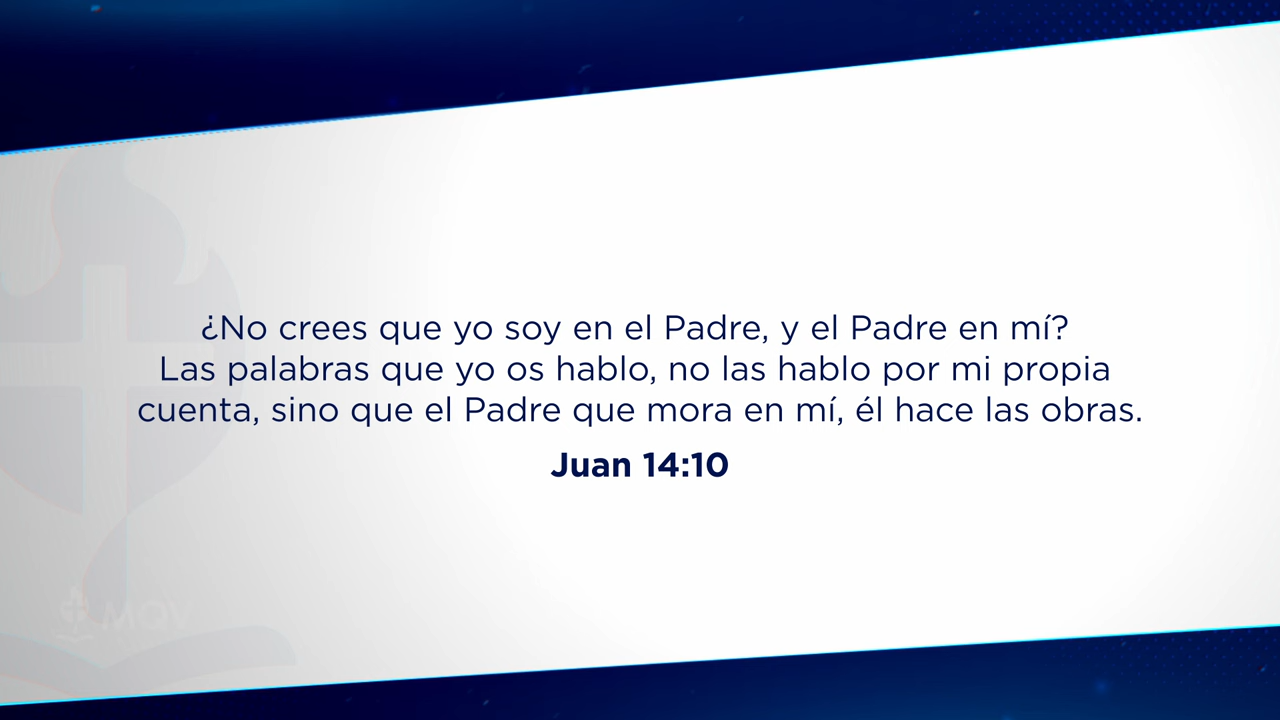 ¿No crees que yo soy en el Padre, y el Padre en mí?
Las palabras que yo os hablo, no las hablo por mi propia
cuenta, sino que el Padre que mora en mí, él hace las obras.
Juan 14:10
MQV